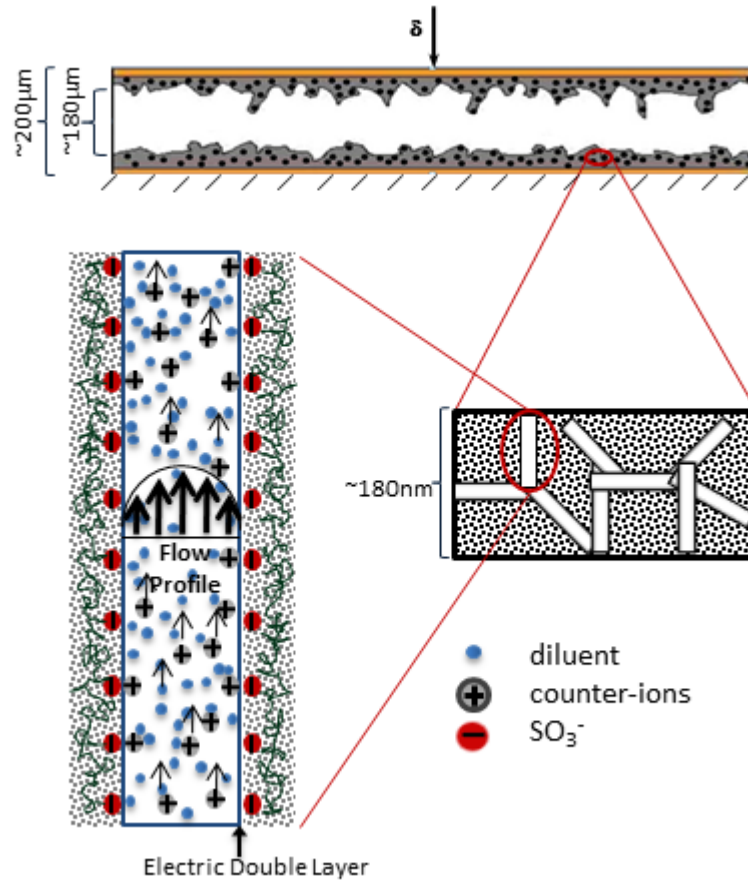 δ
~200μm
~180μm
~180nm
Flow
Profile
diluent
counter-ions
SO₃⁻
Electric Double Layer